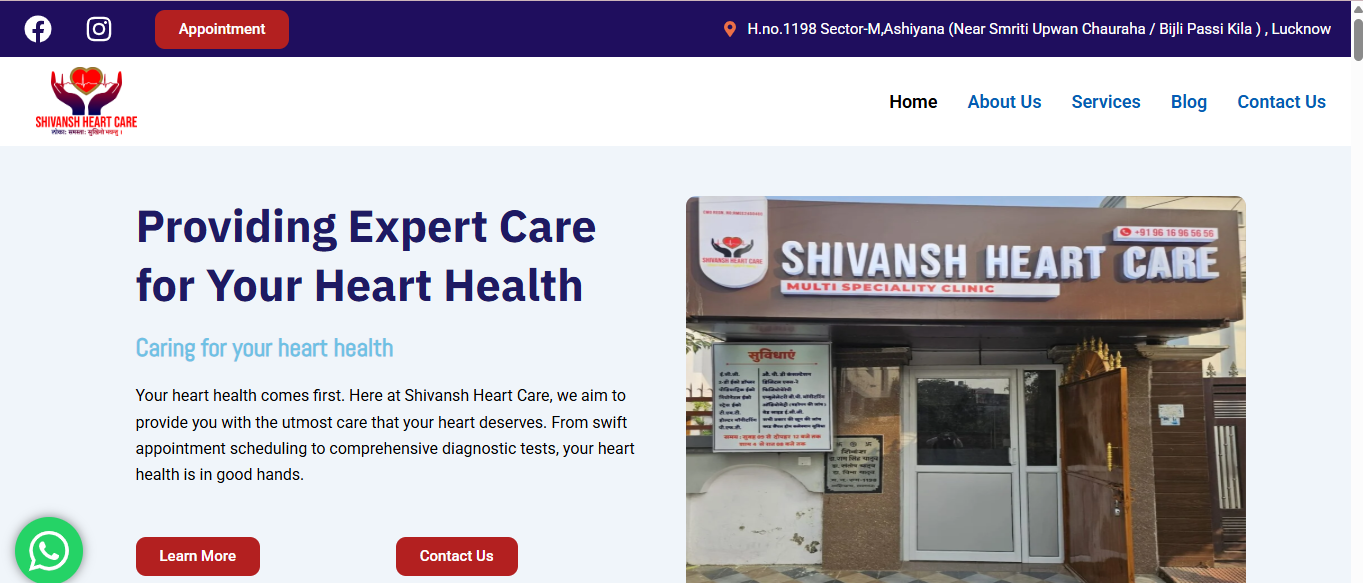 Appointment
H.no.1198 Sector-M,Ashiyana (Near Smriti Upwan Chauraha / Bijli Passi Kila ) , Lucknow
SHIVANSH HEART CARE
लोकाः समस्ताः सुखिनो भवन्तु ।
Home About Us Services Blog Contact Us
Providing Expert Care
for Your Heart Health
Caring for your heart health
Your heart health comes first. Here at Shivansh Heart Care, we aim to
provide you with the utmost care that your heart deserves. From swift
appointment scheduling to comprehensive diagnostic tests, your heart
health is in good hands.
Learn More
Contact Us
SHIVANSH HEART CARE
+91 96 16 96 56 56
SHIVANSH HEART CARE
MULTI SPECIALITY CLINIC
सुविधाएं
ई.सी.जी.